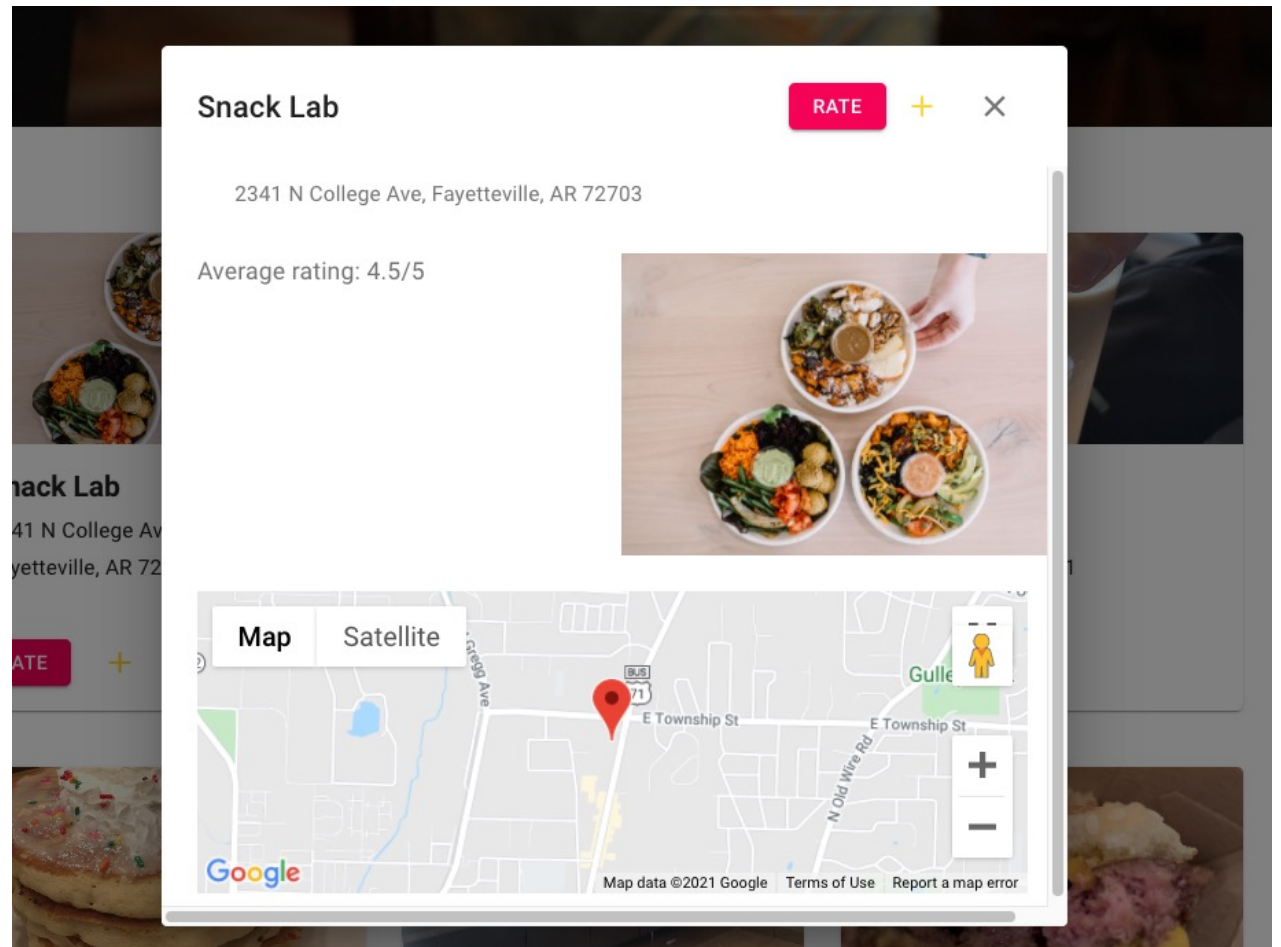 Snack Lab
RATE
2341 N College Ave, Fayetteville, AR 72703
Average rating: 4.5/5
nack Lab
41 N College Av
yetteville, AR 72
ATE
1
Map Satellite
Gregg Ave
BUS
71
E Township St
E Township St
Gulle
N Old Wire Rd
Google
Map data ©2021 Google Terms of Use Report a map error